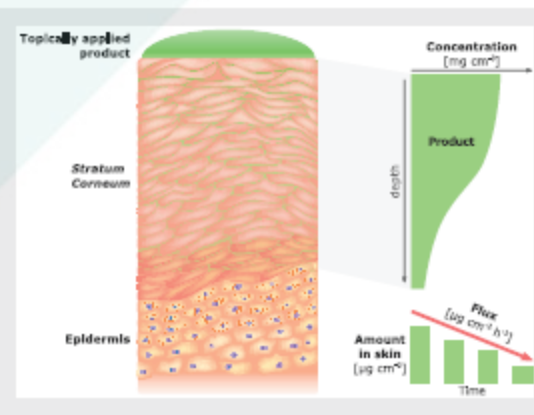 Topically applied
product
Concentration
[mg cm⁻³]
Product
depth
Stratum
Corneum
Epidermis
Flux
[µg cm⁻² h⁻¹]
Amount
in skin
[µg cm⁻²]
Time